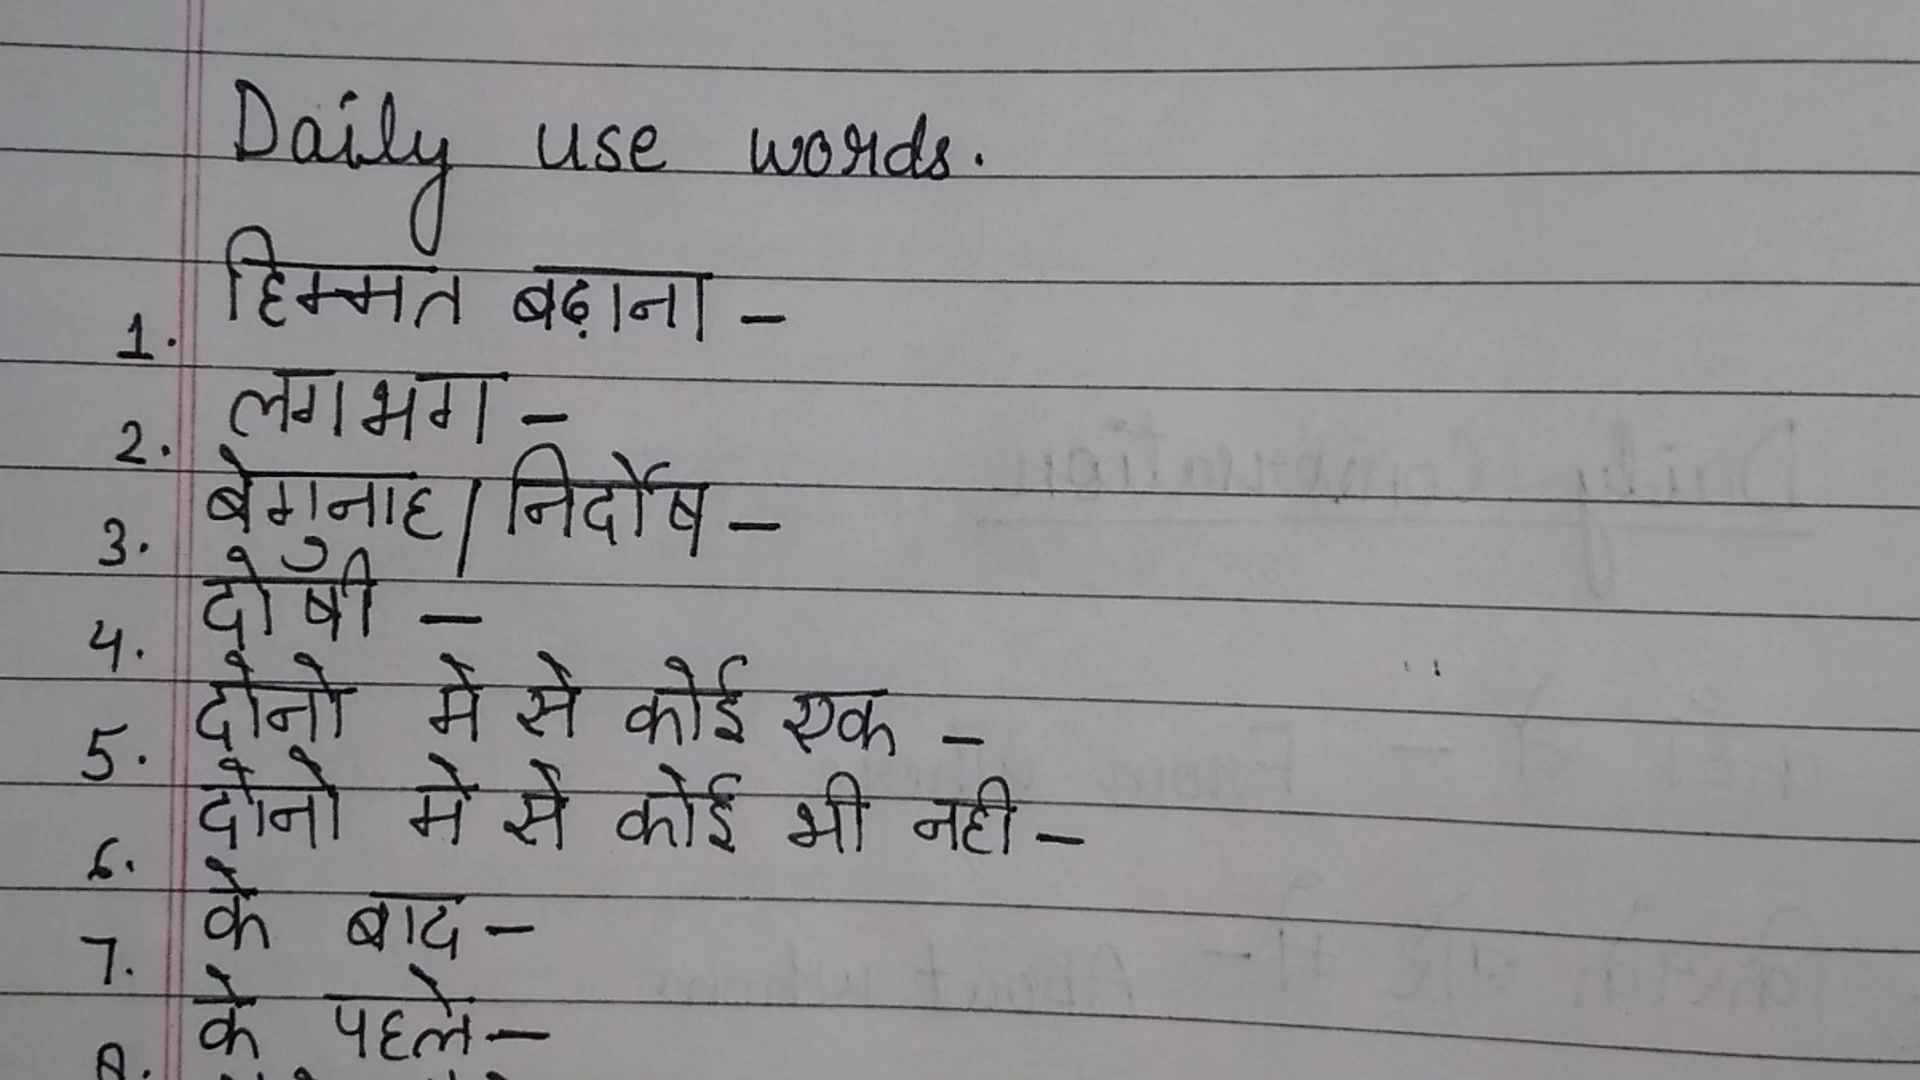 Daily use words.
1. हिम्मत बढ़ाना -
2. लगभग -
3. बेगुनाह / निर्दोष -
4. दोषी -
5. दोनो मे से कोई एक -
6. दोनो मे से कोई भी नही -
7. के बाद -
8. के पहले -